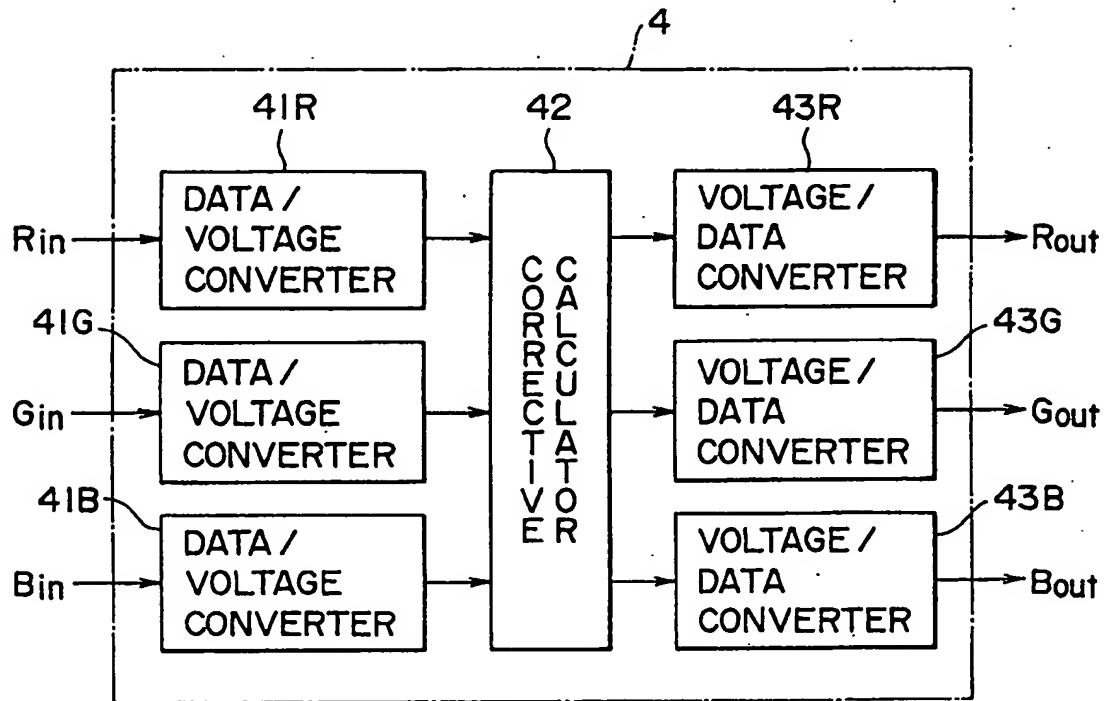 4
41R
42
43R
DATA /
VOLTAGE
CONVERTER
VOLTAGE /
DATA
CONVERTER
Rin
Rout
CORRECTIVE
CALCULATOR
41G
43G
DATA /
VOLTAGE
CONVERTER
VOLTAGE /
DATA
CONVERTER
Gin
Gout
41B
43B
DATA /
VOLTAGE
CONVERTER
VOLTAGE /
DATA
CONVERTER
Bin
Bout